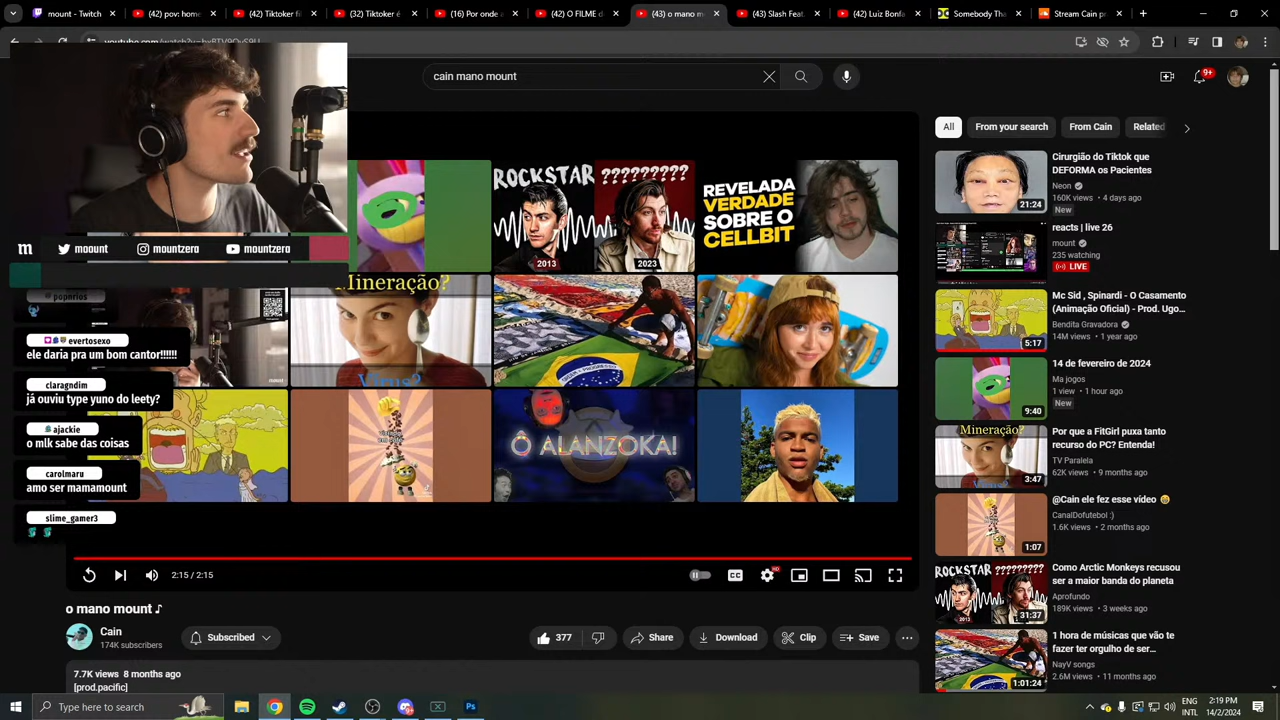 mount - Twitch
(42) pov: home
(42) Tiktoker fi
(32) Tiktoker é
(16) Por onde a
(42) O FILME d
(43) o mano m
(43) Slash Feat.
(42) Luiz Bonfa
Somebody Tha
Stream Cain p
cain mano mount
9+
m
moount
mountzera
mountzera
ROCKSTAR
?????????
2013
2023
REVELADA
VERDADE
SOBRE O
CELLBIT
Mineração?
Vírus?
Ô ALANZOKA!
popnrios
evertosexo
ele daria pra um bom cantor!!!!!!
claragndim
já ouviu type yuno do leety?
ajackie
o mlk sabe das coisas
carolmaru
amo ser mamamount
slime_gamer3
2:15 / 2:15
CC
HD
o mano mount ♪
Cain
174K subscribers
Subscribed
377
Share
Download
Clip
Save
7.7K views 8 months ago
[prod.pacific]
All
From your search
From Cain
Related
Cirurgião do Tiktok que
DEFORMA os Pacientes
Neon
160K views • 4 days ago
New
21:24
reacts | live 26
mount
235 watching
LIVE
Mc Sid , Spinardi - O Casamento
(Animação Oficial) - Prod. Ugo...
Bendita Gravadora
14M views • 1 year ago
5:17
14 de fevereiro de 2024
Ma jogos
1 view • 1 hour ago
New
9:40
Mineração?
Por que a FitGirl puxa tanto
recurso do PC? Entenda!
TV Paralela
62K views • 9 months ago
3:47
@Cain ele fez esse vídeo
CanalDofutebol :)
1.6K views • 2 months ago
1:07
ROCKSTAR
?????????
2013
Como Arctic Monkeys recusou
ser a maior banda do planeta
Aprofundo
189K views • 3 weeks ago
31:37
1 hora de músicas que vão te
fazer ter orgulho de ser...
NayV songs
2.6M views • 11 months ago
1:01:24
Type here to search
ENG
INTL
2:19 PM
14/2/2024